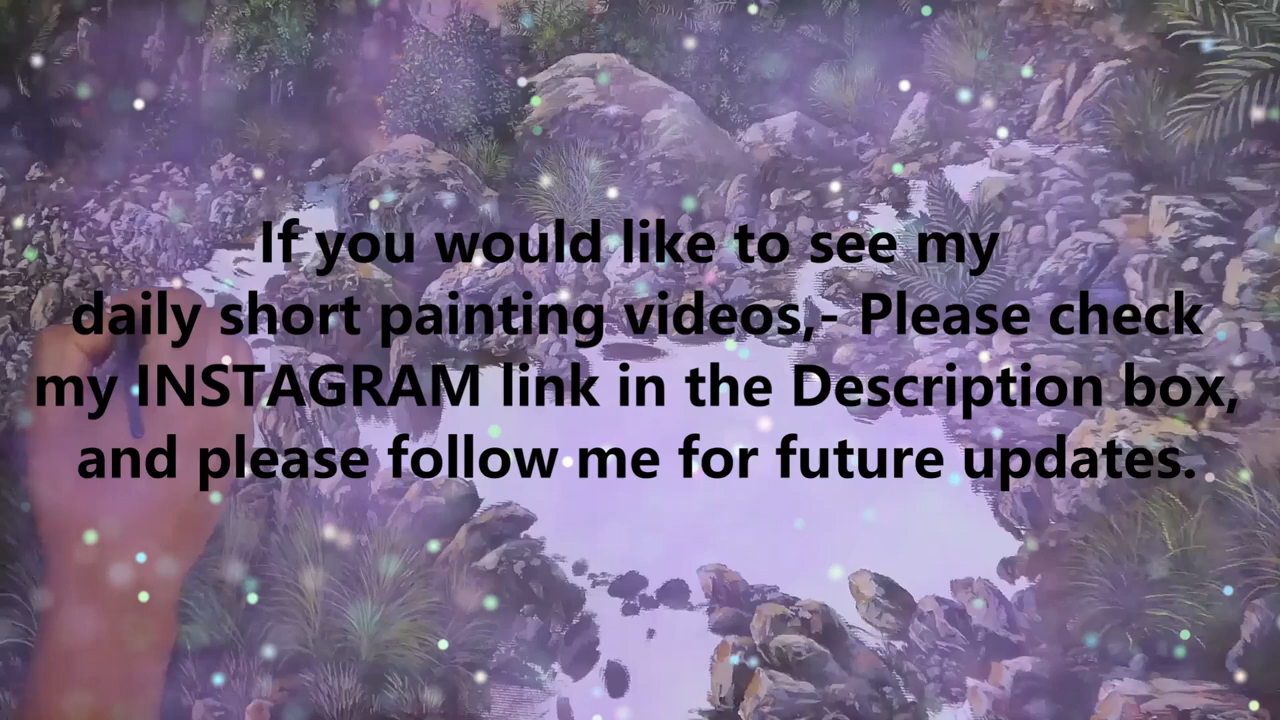 If you would like to see my
daily short painting videos,- Please check
my INSTAGRAM link in the Description box,
and please follow me for future updates.